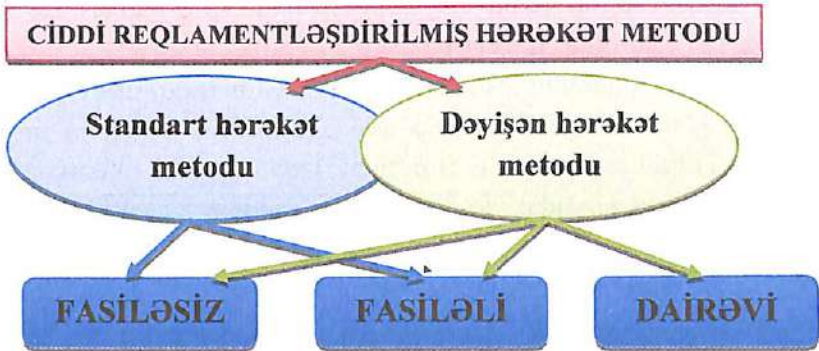 CİDDİ REQLAMENTLƏŞDİRİLMİŞ HƏRƏKƏT METODU
Standart hərəkət
metodu
Dəyişən hərəkət
metodu
FASİLƏSİZ
FASİLƏLİ
DAİRƏVİ